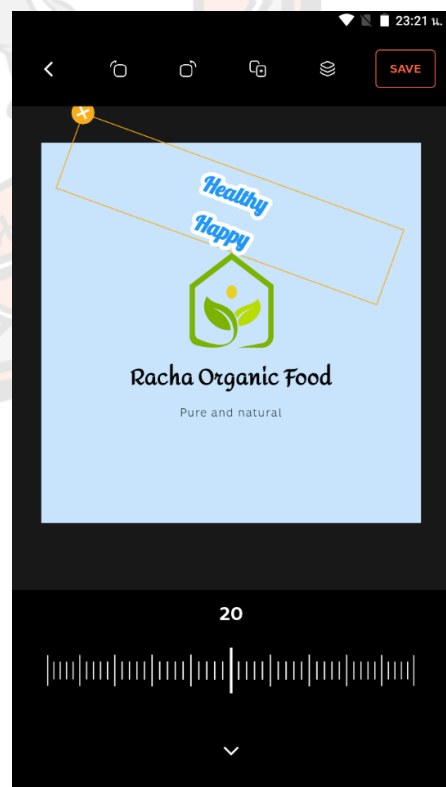 23:21 น.
SAVE
Healthy
Happy
Racha Organic Food
Pure and natural
20